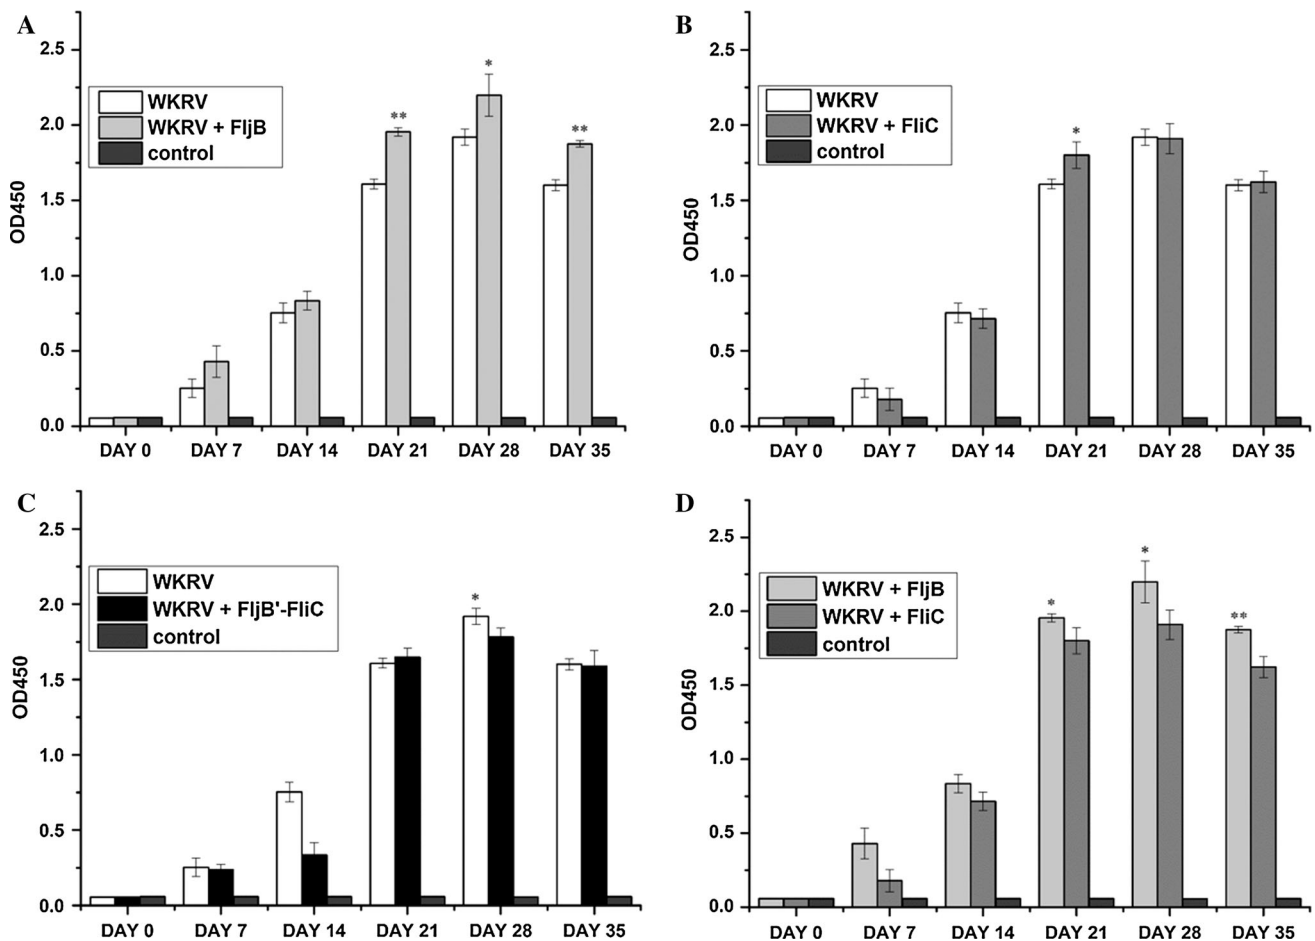 A
2.5
2.0
1.5
1.0
0.5
0.0
OD450
WKRV
WKRV + FljB
control
**
*
**
DAY 0 DAY 7 DAY 14 DAY 21 DAY 28 DAY 35
B
2.5
2.0
1.5
1.0
0.5
0.0
OD450
WKRV
WKRV + FliC
control
*
DAY 0 DAY 7 DAY 14 DAY 21 DAY 28 DAY 35
C
2.5
2.0
1.5
1.0
0.5
0.0
OD450
WKRV
WKRV + FljB'-FliC
control
*
DAY 0 DAY 7 DAY 14 DAY 21 DAY 28 DAY 35
D
2.5
2.0
1.5
1.0
0.5
0.0
OD450
WKRV + FljB
WKRV + FliC
control
*
*
**
DAY 0 DAY 7 DAY 14 DAY 21 DAY 28 DAY 35